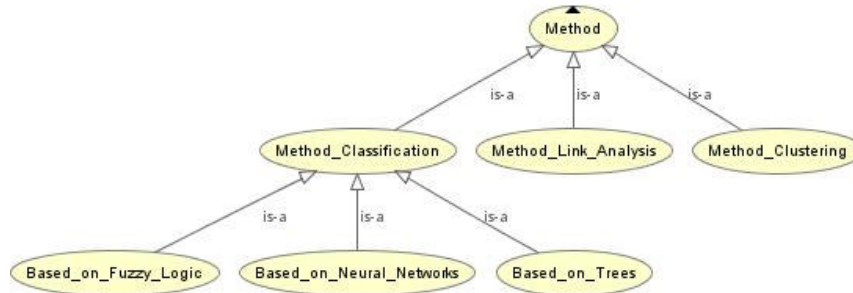 Method
is-a
is-a
is-a
Method_Classification
Method_Link_Analysis
Method_Clustering
is-a
is-a
is-a
Based_on_Fuzzy_Logic
Based_on_Neural_Networks
Based_on_Trees